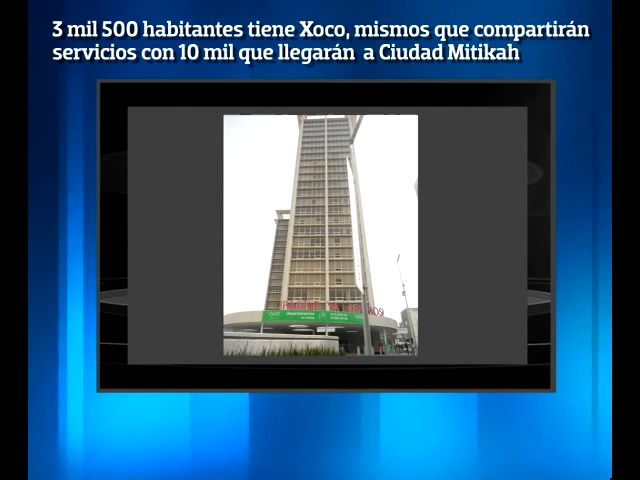 3 mil 500 habitantes tiene Xoco, mismos que compartirán
servicios con 10 mil que llegarán a Ciudad Mitikah